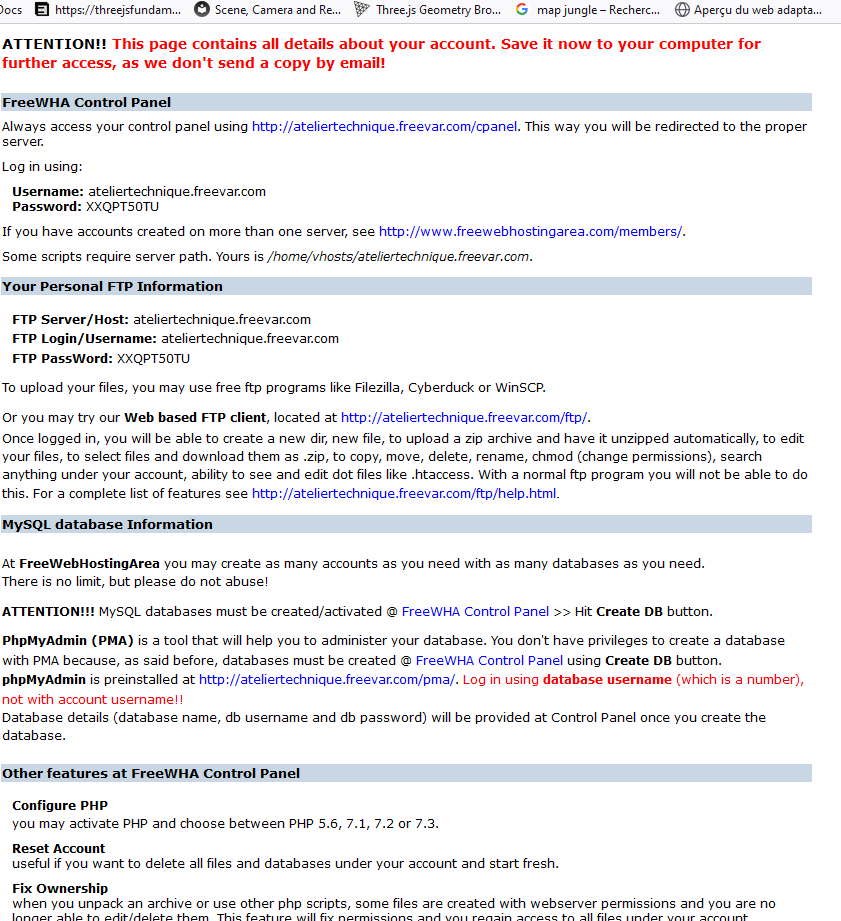 Docs https://threejsfundam... Scene, Camera and Re... Three.js Geometry Bro... map jungle – Recherc... Aperçu du web adapta...
ATTENTION!! This page contains all details about your account. Save it now to your computer for
further access, as we don't send a copy by email!
FreeWHA Control Panel
Always access your control panel using http://ateliertechnique.freevar.com/cpanel. This way you will be redirected to the proper
server.
Log in using:
Username: ateliertechnique.freevar.com
Password: XXQPT50TU
If you have accounts created on more than one server, see http://www.freewebhostingarea.com/members/.
Some scripts require server path. Yours is /home/vhosts/ateliertechnique.freevar.com.
Your Personal FTP Information
FTP Server/Host: ateliertechnique.freevar.com
FTP Login/Username: ateliertechnique.freevar.com
FTP PassWord: XXQPT50TU
To upload your files, you may use free ftp programs like Filezilla, Cyberduck or WinSCP.
Or you may try our Web based FTP client, located at http://ateliertechnique.freevar.com/ftp/.
Once logged in, you will be able to create a new dir, new file, to upload a zip archive and have it unzipped automatically, to edit
your files, to select files and download them as .zip, to copy, move, delete, rename, chmod (change permissions), search
anything under your account, ability to see and edit dot files like .htaccess. With a normal ftp program you will not be able to do
this. For a complete list of features see http://ateliertechnique.freevar.com/ftp/help.html.
MySQL database Information
At FreeWebHostingArea you may create as many accounts as you need with as many databases as you need.
There is no limit, but please do not abuse!
ATTENTION!!! MySQL databases must be created/activated @ FreeWHA Control Panel >> Hit Create DB button.
PhpMyAdmin (PMA) is a tool that will help you to administer your database. You don't have privileges to create a database
with PMA because, as said before, databases must be created @ FreeWHA Control Panel using Create DB button.
phpMyAdmin is preinstalled at http://ateliertechnique.freevar.com/pma/. Log in using database username (which is a number),
not with account username!!
Database details (database name, db username and db password) will be provided at Control Panel once you create the
database.
Other features at FreeWHA Control Panel
Configure PHP
you may activate PHP and choose between PHP 5.6, 7.1, 7.2 or 7.3.
Reset Account
useful if you want to delete all files and databases under your account and start fresh.
Fix Ownership
when you unpack an archive or use other php scripts, some files are created with webserver permissions and you are no
longer able to edit/delete them. This feature will fix permissions and you regain access to all files under your account.